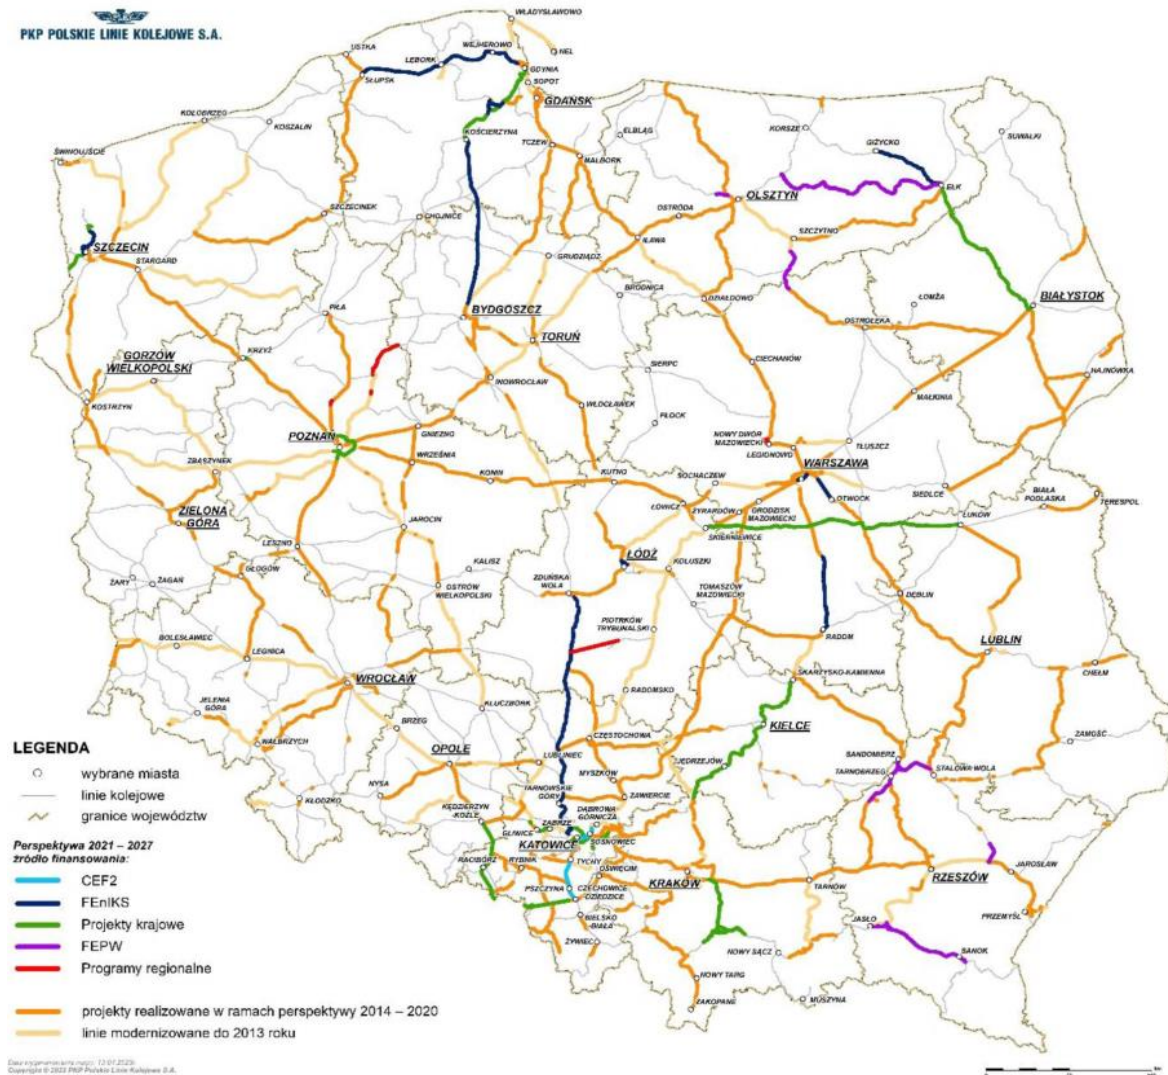 PKP POLSKIE LINIE KOLEJOWE S.A.
WŁADYSŁAWOWO
USTKA
LĘBORK
WEJHEROWO
HEL
GDYNIA
SOPOT
SŁUPSK
GDAŃSK
KOŁOBRZEG
KOSZALIN
KOŚCIERZYNA
TCZEW
ELBLĄG
KORSZE
GIŻYCKO
SUWAŁKI
ŚWINOUJŚCIE
MALBORK
EŁK
OLSZTYN
SZCZECINEK
CHOJNICE
OSTRÓDA
SZCZYTNO
SZCZECIN
STARGARD
GRUDZIĄDZ
IŁAWA
BRODNICA
DZIAŁDOWO
ŁOMŻA
BIAŁYSTOK
PIŁA
BYDGOSZCZ
TORUŃ
OSTROŁĘKA
GORZÓW
WIELKOPOLSKI
KRZYŻ
SIERPC
CIECHANÓW
HAJNÓWKA
INOWROCŁAW
MAŁKINIA
KOSTRZYN
WŁOCŁAWEK
PŁOCK
POZNAŃ
GNIEZNO
NOWY DWÓR
MAZOWIECKI
TŁUSZCZ
LEGIONOWO
ZBĄSZYNEK
WRZEŚNIA
KONIN
KUTNO
SOCHACZEW
WARSZAWA
SIEDLCE
BIAŁA
PODLASKA
TERESPOL
OTWOCK
ŁOWICZ
ŻYRARDÓW
GRODZISK
MAZOWIECKI
ZIELONA
GÓRA
JAROCIN
SKIERNIEWICE
ŁUKÓW
LESZNO
KALISZ
ŁÓDŹ
KOLUSZKI
ŻARY
ŻAGAŃ
GŁOGÓW
OSTRÓW
WIELKOPOLSKI
ZDUŃSKA
WOLA
TOMASZÓW
MAZOWIECKI
DĘBLIN
PIOTRKÓW
TRYBUNALSKI
RADOM
LUBLIN
BOLESŁAWIEC
LEGNICA
CHEŁM
WROCŁAW
SKARŻYSKO-KAMIENNA
RADOMSKO
JELENIA
GÓRA
KLUCZBORK
BRZEG
KIELCE
WAŁBRZYCH
CZĘSTOCHOWA
ZAMOŚĆ
OPOLE
LUBLINIEC
SANDOMIERZ
JĘDRZEJÓW
TARNOBRZEG
STALOWA WOLA
MYSZKÓW
NYSA
TARNOWSKIE
GÓRY
ZAWIERCIE
KŁODZKO
KĘDZIERZYN
-KOŹLE
DĄBROWA
GÓRNICZA
ZABRZE
GLIWICE
KATOWICE
SOSNOWIEC
RACIBÓRZ
RYBNIK
TYCHY
OŚWIĘCIM
KRAKÓW
TARNÓW
RZESZÓW
JAROSŁAW
PSZCZYNA
CZECHOWICE
DZIEDZICE
PRZEMYŚL
BIELSKO
BIAŁA
JASŁO
ŻYWIEC
NOWY SĄCZ
SANOK
NOWY TARG
MUSZYNA
ZAKOPANE
LEGENDA
wybrane miasta
linie kolejowe
granice województw
Perspektywa 2021 – 2027
źródło finansowania:
CEF2
FEnIKS
Projekty krajowe
FEPW
Programy regionalne
projekty realizowane w ramach perspektywy 2014 – 2020
linie modernizowane do 2013 roku
Copyright © 2023 PKP Polskie Linie Kolejowe S.A.
km